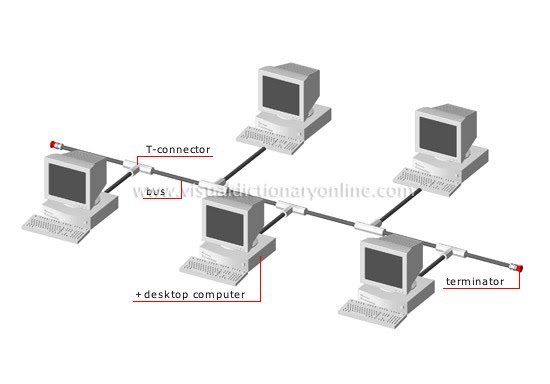 T-connector
bus
www.visualdictionaryonline.com
+ desktop computer
terminator